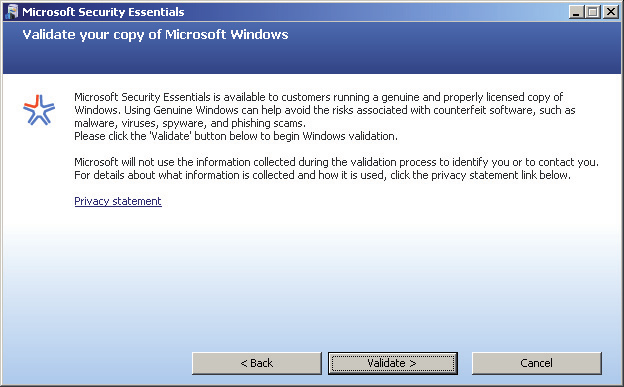 Microsoft Security Essentials
Validate your copy of Microsoft Windows
Microsoft Security Essentials is available to customers running a genuine and properly licensed copy of
Windows. Using Genuine Windows can help avoid the risks associated with counterfeit software, such as
malware, viruses, spyware, and phishing scams.
Please click the 'Validate' button below to begin Windows validation.
Microsoft will not use the information collected during the validation process to identify you or to contact you.
For details about what information is collected and how it is used, click the privacy statement link below.
Privacy statement
< Back
Validate >
Cancel